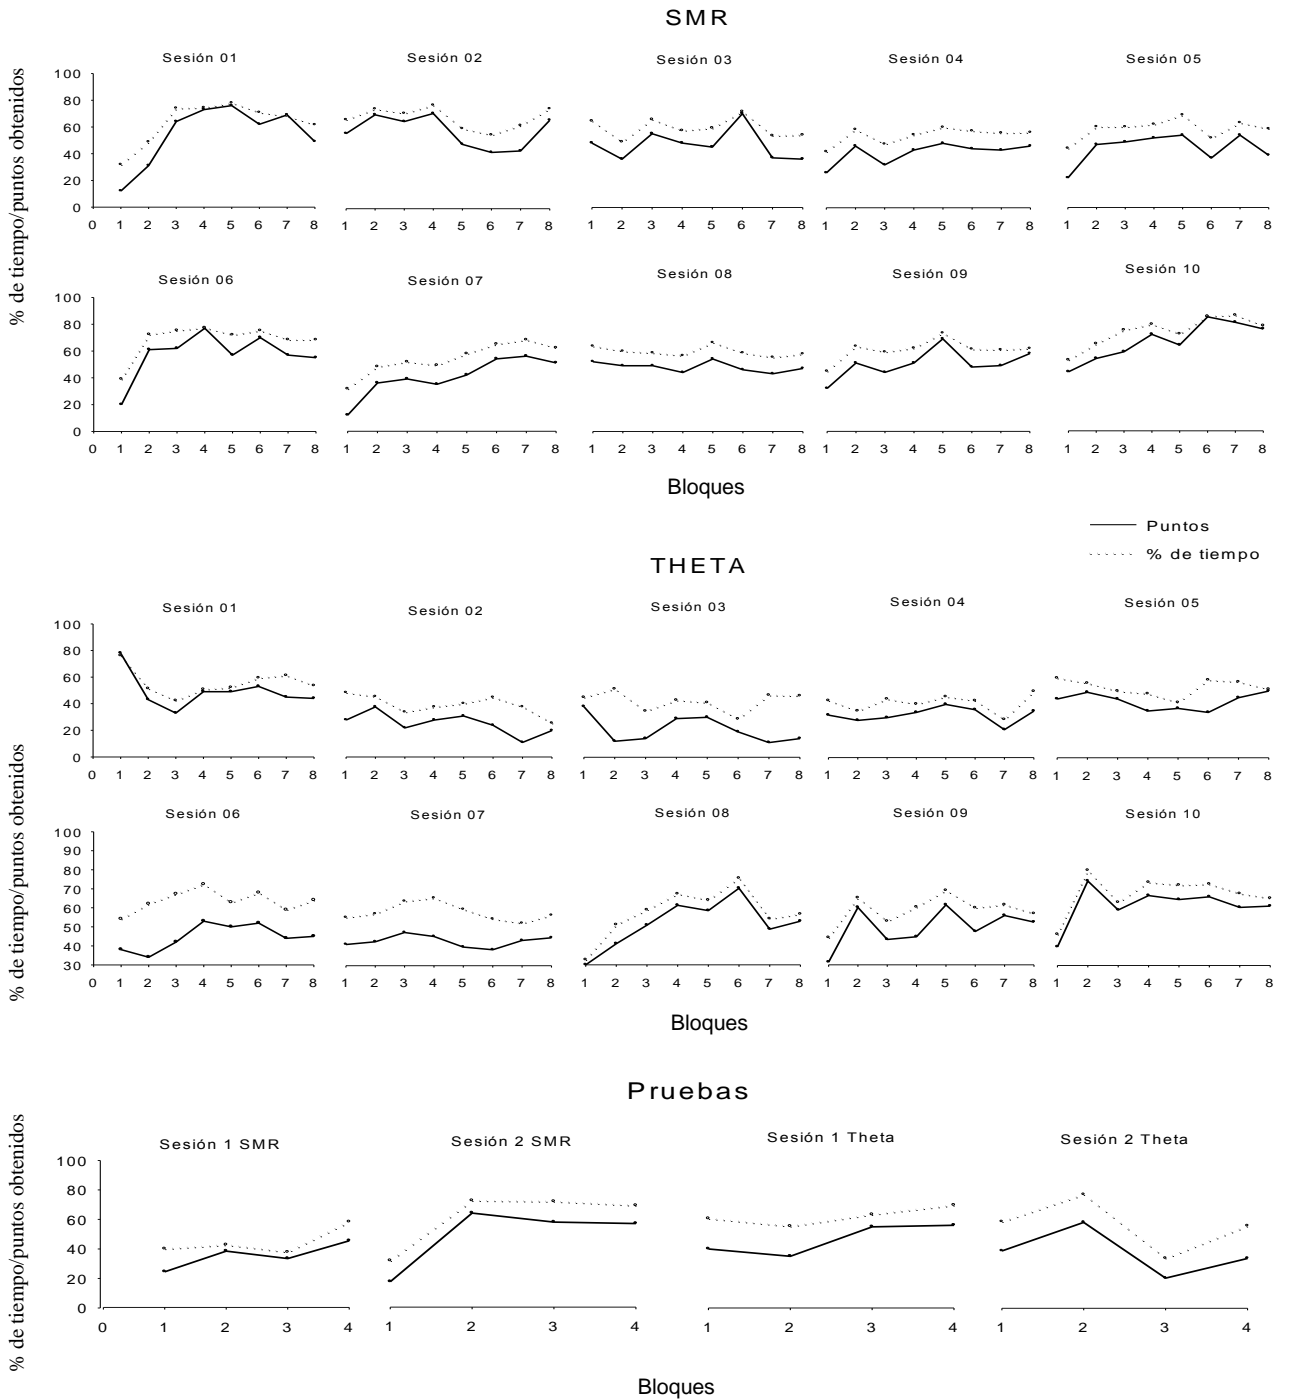 SMR
Sesión 01 Sesión 02 Sesión 03 Sesión 04 Sesión 05
% de tiempo/puntos obtenidos
100
80
60
40
20
0
0 1 2 3 4 5 6 7 8 1 2 3 4 5 6 7 8 1 2 3 4 5 6 7 8 1 2 3 4 5 6 7 8 1 2 3 4 5 6 7 8
Sesión 06 Sesión 07 Sesión 08 Sesión 09 Sesión 10
100
80
60
40
20
0
0 1 2 3 4 5 6 7 8 1 2 3 4 5 6 7 8 1 2 3 4 5 6 7 8 1 2 3 4 5 6 7 8 1 2 3 4 5 6 7 8
Bloques
Puntos
% de tiempo
THETA
Sesión 01 Sesión 02 Sesión 03 Sesión 04 Sesión 05
% de tiempo/puntos obtenidos
100
80
60
40
20
0
0 1 2 3 4 5 6 7 8 1 2 3 4 5 6 7 8 1 2 3 4 5 6 7 8 1 2 3 4 5 6 7 8 1 2 3 4 5 6 7 8
Sesión 06 Sesión 07 Sesión 08 Sesión 09 Sesión 10
100
90
80
70
60
50
40
30
0 1 2 3 4 5 6 7 8 1 2 3 4 5 6 7 8 1 2 3 4 5 6 7 8 1 2 3 4 5 6 7 8 1 2 3 4 5 6 7 8
Bloques
Pruebas
Sesión 1 SMR Sesión 2 SMR Sesión 1 Theta Sesión 2 Theta
% de tiempo/puntos obtenidos
100
80
60
40
20
0
0 1 2 3 4 1 2 3 4 1 2 3 4 1 2 3 4
Bloques